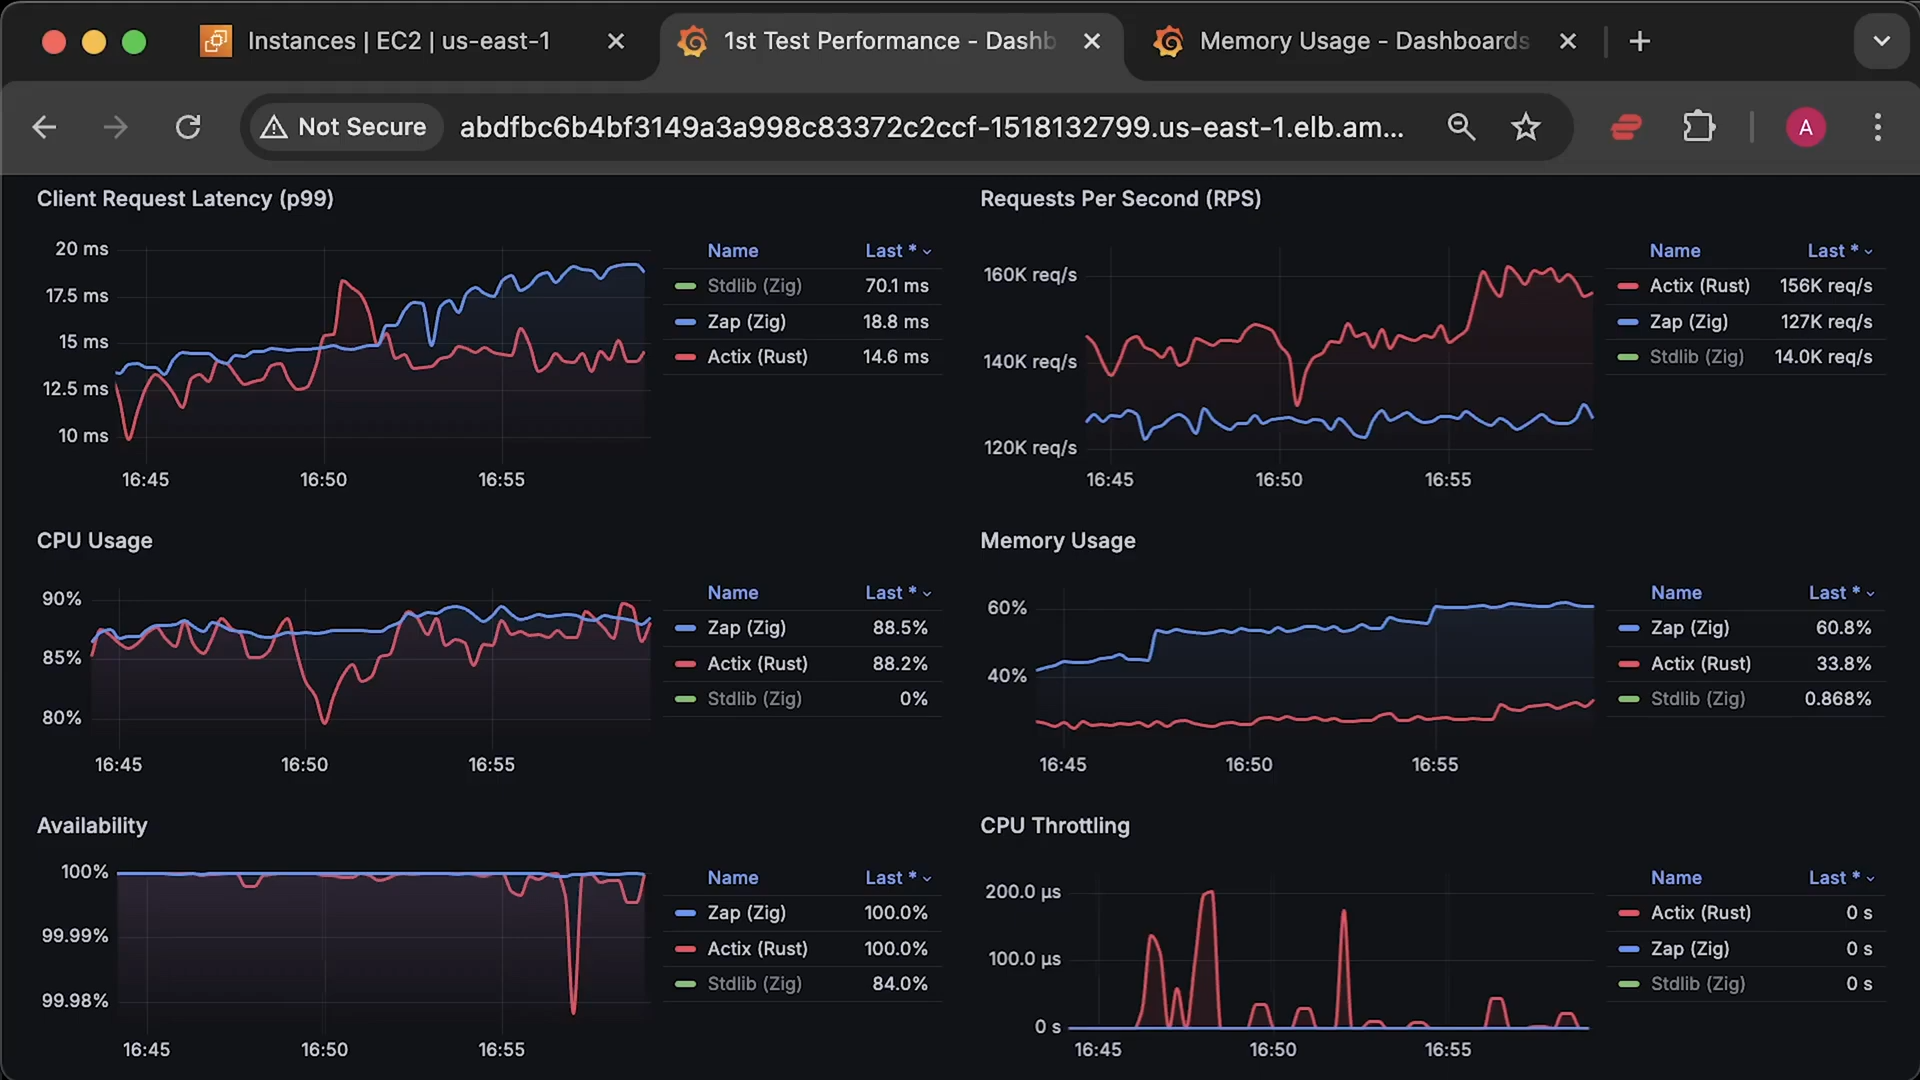 Instances | EC2 | us-east-1
1st Test Performance - Dashb
Memory Usage - Dashboards
Not Secure
abdfbc6b4bf3149a3a998c83372c2ccf-1518132799.us-east-1.elb.am...
A
Client Request Latency (p99)
20 ms
17.5 ms
15 ms
12.5 ms
10 ms
16:45
16:50
16:55
Name Last *
Stdlib (Zig) 70.1 ms
Zap (Zig) 18.8 ms
Actix (Rust) 14.6 ms
Requests Per Second (RPS)
160K req/s
140K req/s
120K req/s
16:45
16:50
16:55
Name Last *
Actix (Rust) 156K req/s
Zap (Zig) 127K req/s
Stdlib (Zig) 14.0K req/s
CPU Usage
90%
85%
80%
16:45
16:50
16:55
Name Last *
Zap (Zig) 88.5%
Actix (Rust) 88.2%
Stdlib (Zig) 0%
Memory Usage
60%
40%
16:45
16:50
16:55
Name Last *
Zap (Zig) 60.8%
Actix (Rust) 33.8%
Stdlib (Zig) 0.868%
Availability
100%
99.99%
99.98%
16:45
16:50
16:55
Name Last *
Zap (Zig) 100.0%
Actix (Rust) 100.0%
Stdlib (Zig) 84.0%
CPU Throttling
200.0 µs
100.0 µs
0 s
16:45
16:50
16:55
Name Last *
Actix (Rust) 0 s
Zap (Zig) 0 s
Stdlib (Zig) 0 s